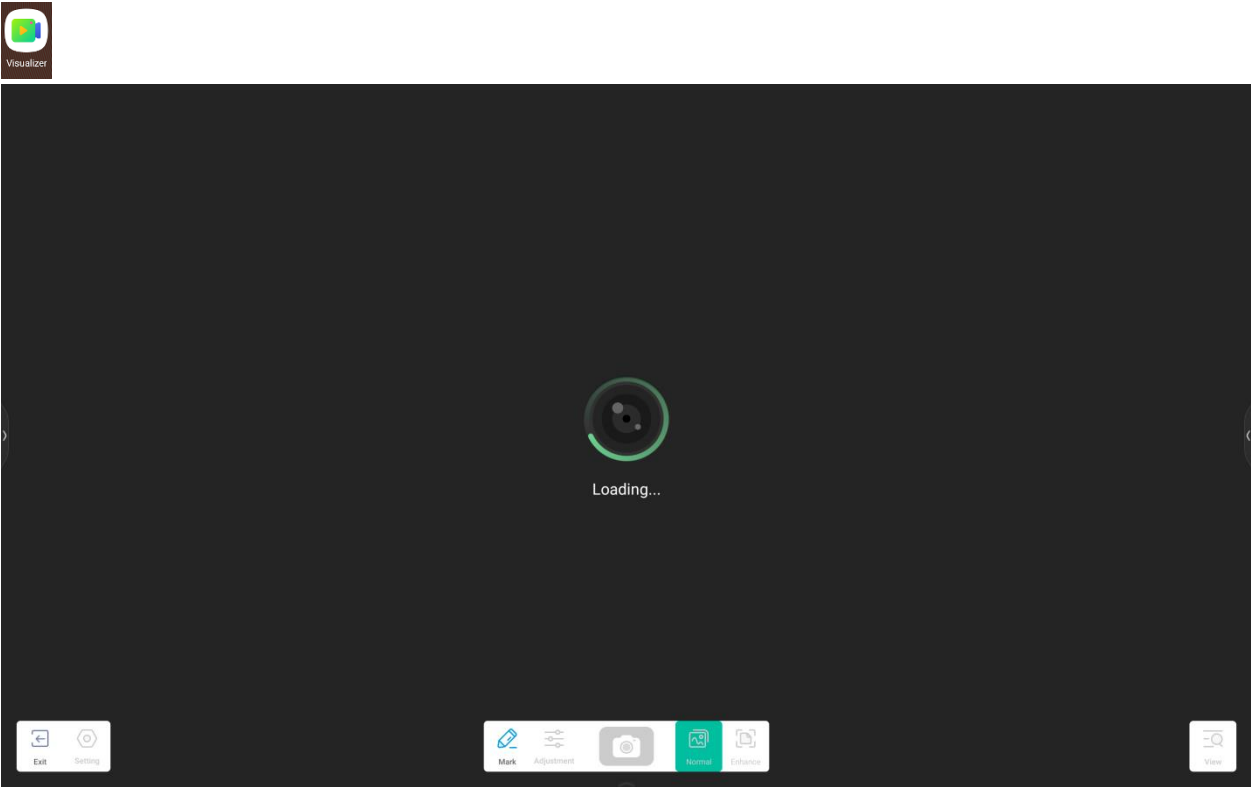 Visualizer
Loading...
Exit
Setting
Mark
Adjustment
Normal
Enhance
View